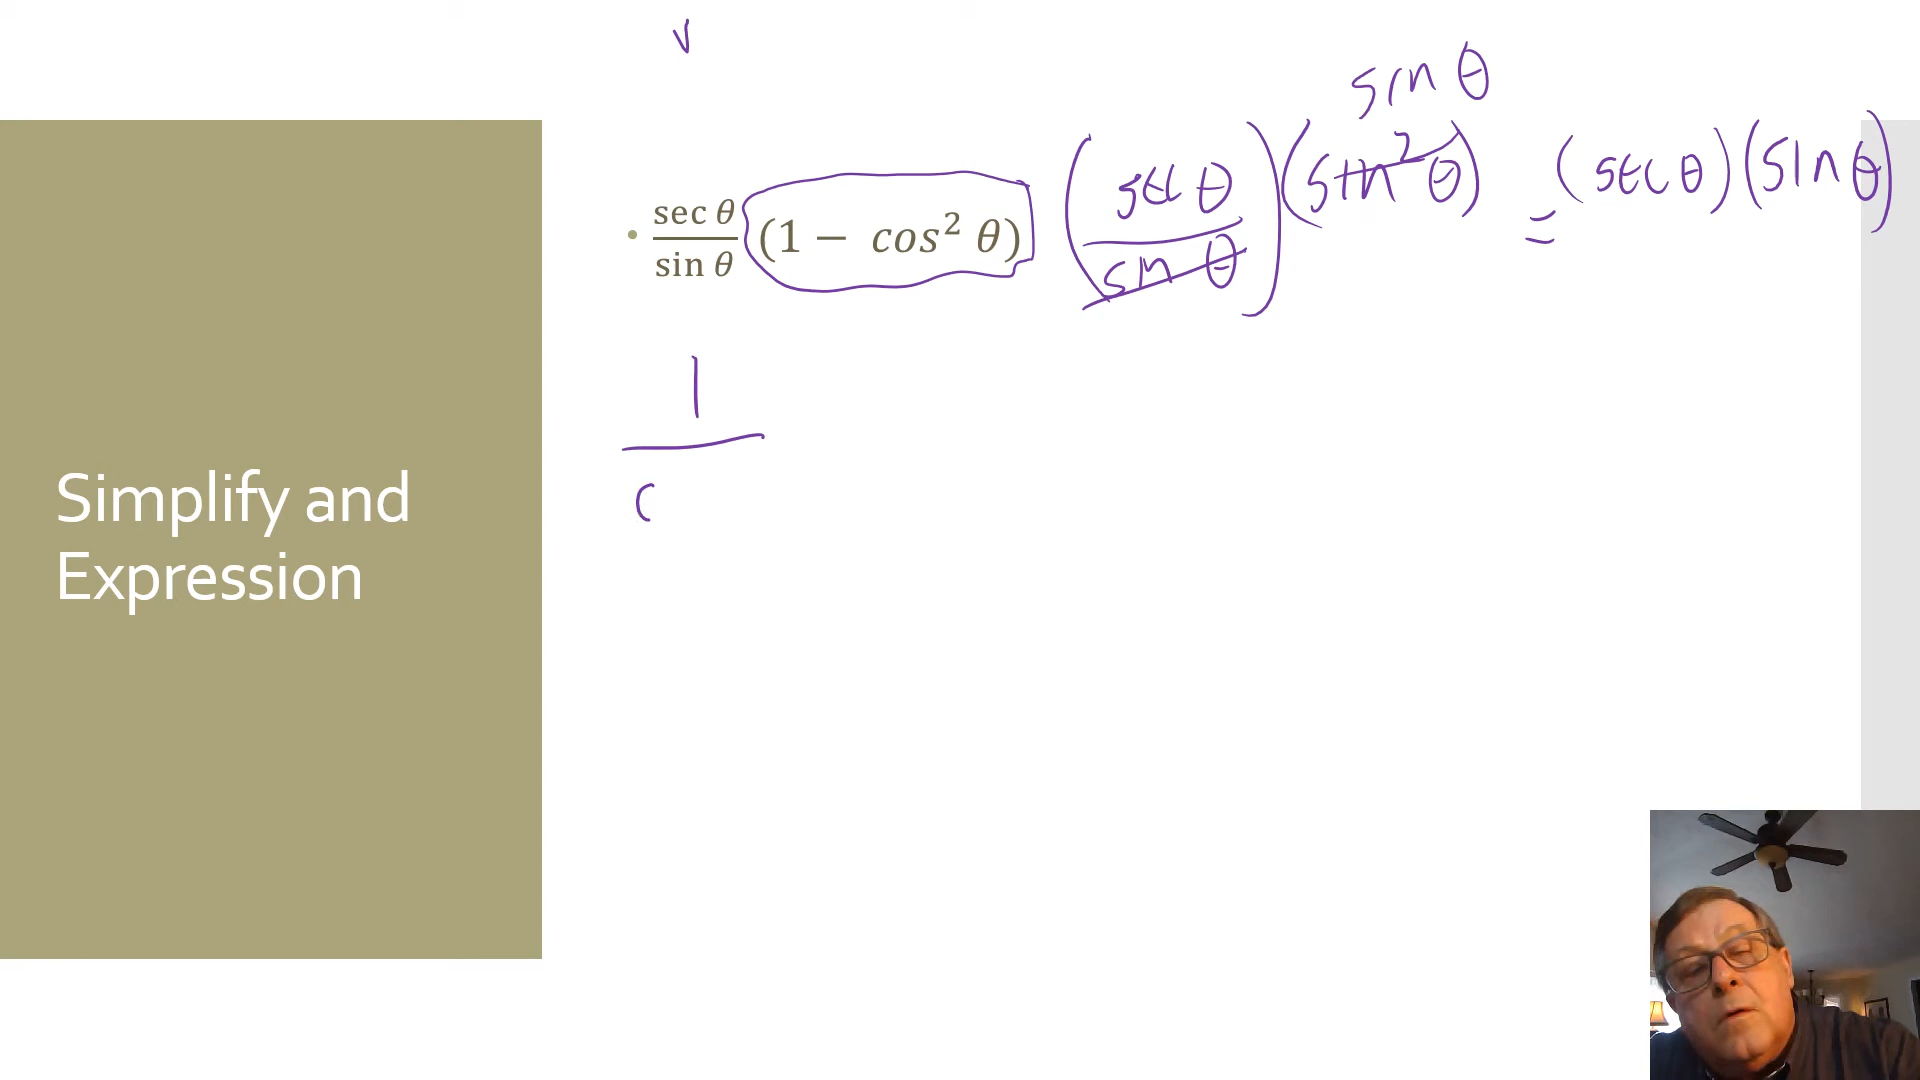 Simplify and
Expression
• sec θ / sin θ (1 − cos² θ)
(sec θ / sin θ)(sin² θ) = (sec θ)(sin θ)
sin θ
1
c